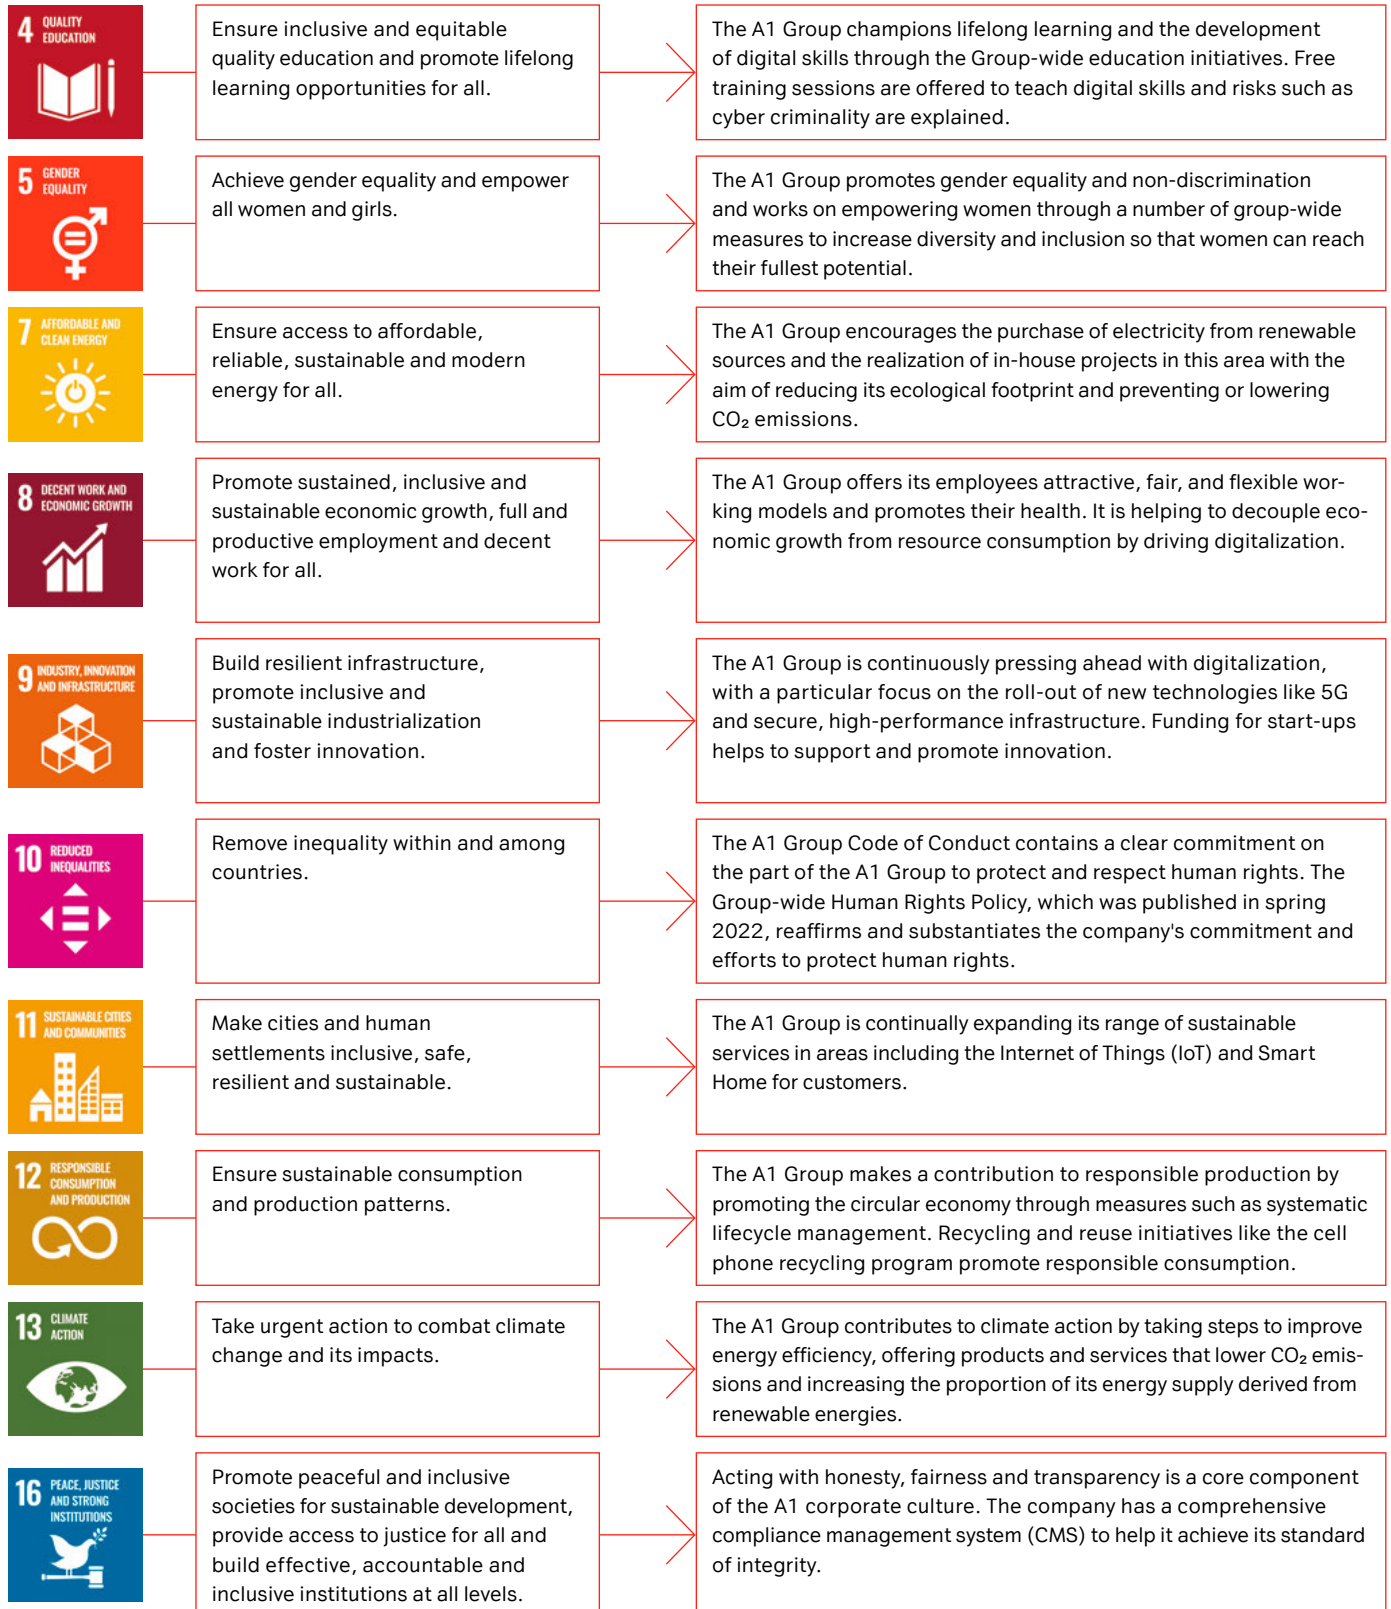 4 QUALITY
EDUCATION
Ensure inclusive and equitable
quality education and promote lifelong
learning opportunities for all.
The A1 Group champions lifelong learning and the development
of digital skills through the Group-wide education initiatives. Free
training sessions are offered to teach digital skills and risks such as
cyber criminality are explained.
5 GENDER
EQUALITY
Achieve gender equality and empower
all women and girls.
The A1 Group promotes gender equality and non-discrimination
and works on empowering women through a number of group-wide
measures to increase diversity and inclusion so that women can reach
their fullest potential.
7 AFFORDABLE AND
CLEAN ENERGY
Ensure access to affordable,
reliable, sustainable and modern
energy for all.
The A1 Group encourages the purchase of electricity from renewable
sources and the realization of in-house projects in this area with the
aim of reducing its ecological footprint and preventing or lowering
CO₂ emissions.
8 DECENT WORK AND
ECONOMIC GROWTH
Promote sustained, inclusive and
sustainable economic growth, full and
productive employment and decent
work for all.
The A1 Group offers its employees attractive, fair, and flexible wor-
king models and promotes their health. It is helping to decouple eco-
nomic growth from resource consumption by driving digitalization.
9 INDUSTRY, INNOVATION
AND INFRASTRUCTURE
Build resilient infrastructure,
promote inclusive and
sustainable industrialization
and foster innovation.
The A1 Group is continuously pressing ahead with digitalization,
with a particular focus on the roll-out of new technologies like 5G
and secure, high-performance infrastructure. Funding for start-ups
helps to support and promote innovation.
10 REDUCED
INEQUALITIES
Remove inequality within and among
countries.
The A1 Group Code of Conduct contains a clear commitment on
the part of the A1 Group to protect and respect human rights. The
Group-wide Human Rights Policy, which was published in spring
2022, reaffirms and substantiates the company's commitment and
efforts to protect human rights.
11 SUSTAINABLE CITIES
AND COMMUNITIES
Make cities and human
settlements inclusive, safe,
resilient and sustainable.
The A1 Group is continually expanding its range of sustainable
services in areas including the Internet of Things (IoT) and Smart
Home for customers.
12 RESPONSIBLE
CONSUMPTION
AND PRODUCTION
Ensure sustainable consumption
and production patterns.
The A1 Group makes a contribution to responsible production by
promoting the circular economy through measures such as systematic
lifecycle management. Recycling and reuse initiatives like the cell
phone recycling program promote responsible consumption.
13 CLIMATE
ACTION
Take urgent action to combat climate
change and its impacts.
The A1 Group contributes to climate action by taking steps to improve
energy efficiency, offering products and services that lower CO₂ emis-
sions and increasing the proportion of its energy supply derived from
renewable energies.
16 PEACE, JUSTICE
AND STRONG
INSTITUTIONS
Promote peaceful and inclusive
societies for sustainable development,
provide access to justice for all and
build effective, accountable and
inclusive institutions at all levels.
Acting with honesty, fairness and transparency is a core component
of the A1 corporate culture. The company has a comprehensive
compliance management system (CMS) to help it achieve its standard
of integrity.